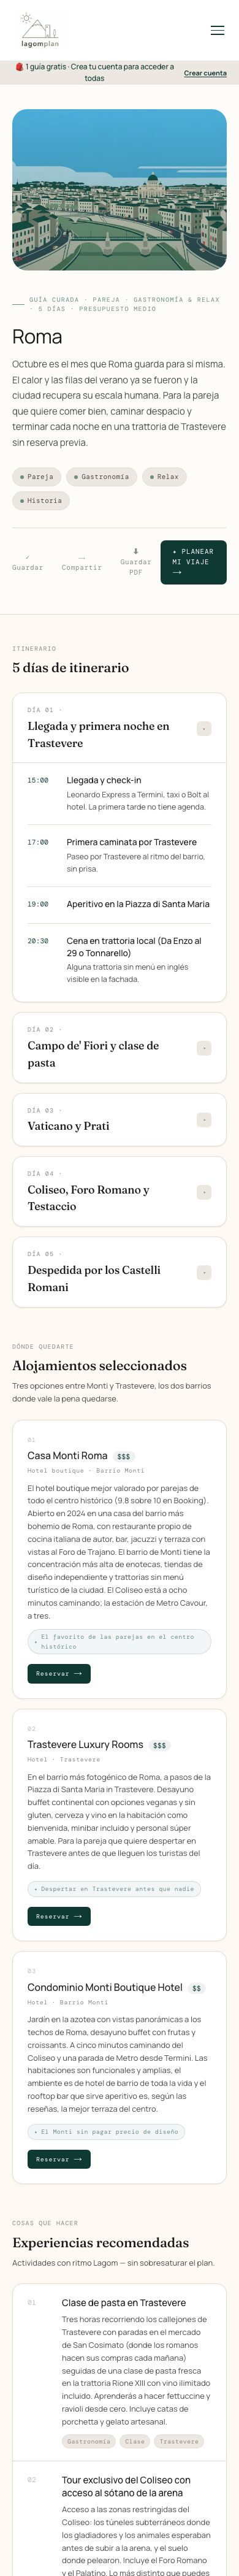 lagomplan
1 guía gratis · Crea tu cuenta para acceder a
todas
Crear cuenta
GUÍA CURADA · PAREJA · GASTRONOMÍA & RELAX
· 5 DÍAS · PRESUPUESTO MEDIO
Roma
Octubre es el mes que Roma guarda para sí misma.
El calor y las filas del verano ya se fueron y la
ciudad recupera su escala humana. Para la pareja
que quiere comer bien, caminar despacio y
terminar cada noche en una trattoria de Trastevere
sin reserva previa.
Pareja
Gastronomía
Relax
Historia
Guardar
Compartir
Guardar
PDF
✦ PLANEAR
MI VIAJE
⟶
ITINERARIO
5 días de itinerario
DÍA 01 ·
Llegada y primera noche en
Trastevere
15:00
Llegada y check-in
Leonardo Express a Termini, taxi o Bolt al
hotel. La primera tarde no tiene agenda.
17:00
Primera caminata por Trastevere
Paseo por Trastevere al ritmo del barrio,
sin prisa.
19:00
Aperitivo en la Piazza di Santa Maria
20:30
Cena en trattoria local (Da Enzo al
29 o Tonnarello)
Alguna trattoria sin menú en inglés
visible en la fachada.
DÍA 02 ·
Campo de' Fiori y clase de
pasta
DÍA 03 ·
Vaticano y Prati
DÍA 04 ·
Coliseo, Foro Romano y
Testaccio
DÍA 05 ·
Despedida por los Castelli
Romani
DÓNDE QUEDARTE
Alojamientos seleccionados
Tres opciones entre Monti y Trastevere, los dos barrios
donde vale la pena quedarse.
01
Casa Monti Roma $$$
Hotel boutique · Barrio Monti
El hotel boutique mejor valorado por parejas de
todo el centro histórico (9.8 sobre 10 en Booking).
Abierto en 2024 en una casa del barrio más
bohemio de Roma, con restaurante propio de
cocina italiana de autor, bar, jacuzzi y terraza con
vistas al Foro de Trajano. El barrio de Monti tiene la
concentración más alta de enotecas, tiendas de
diseño independiente y trattorias sin menú
turístico de la ciudad. El Coliseo está a ocho
minutos caminando; la estación de Metro Cavour,
a tres.
✦ El favorito de las parejas en el centro
histórico
Reservar ⟶
02
Trastevere Luxury Rooms $$$
Hotel · Trastevere
En el barrio más fotogénico de Roma, a pasos de la
Piazza di Santa Maria in Trastevere. Desayuno
buffet continental con opciones veganas y sin
gluten, cerveza y vino en la habitación como
bienvenida, minibar incluido y personal súper
amable. Para la pareja que quiere despertar en
Trastevere antes de que lleguen los turistas del
día.
✦ Despertar en Trastevere antes que nadie
Reservar ⟶
03
Condominio Monti Boutique Hotel $$
Hotel · Barrio Monti
Jardín en la azotea con vistas panorámicas a los
techos de Roma, desayuno buffet con frutas y
croissants. A cinco minutos caminando del
Coliseo y una parada de Metro desde Termini. Las
habitaciones son funcionales y amplias, el
ambiente es de hotel de barrio de toda la vida y el
rooftop bar que sirve aperitivo es, según las
reseñas, la mejor terraza del centro.
✦ El Monti sin pagar precio de diseño
Reservar ⟶
COSAS QUE HACER
Experiencias recomendadas
Actividades con ritmo Lagom — sin sobresaturar el plan.
01
Clase de pasta en Trastevere
Tres horas recorriendo los callejones de
Trastevere con paradas en el mercado
de San Cosimato (donde los romanos
hacen sus compras cada mañana)
seguidas de una clase de pasta fresca
en la trattoria Rione XIII con vino ilimitado
incluido. Aprenderás a hacer fettuccine y
ravioli desde cero. Incluye catas de
porchetta y gelato artesanal.
Gastronomía
Clase
Trastevere
02
Tour exclusivo del Coliseo con
acceso al sótano de la arena
Acceso a las zonas restringidas del
Coliseo: los túneles subterráneos donde
los gladiadores y los animales esperaban
antes de subir a la arena, y el suelo
donde pelearon. Incluye el Foro Romano
y el Palatino. Lo más distinto que puedes